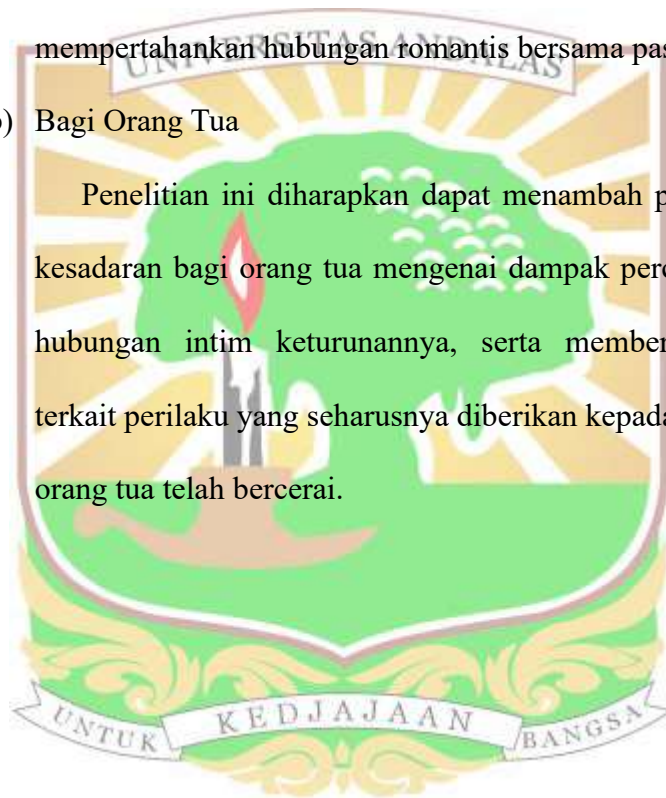 mempertahankan hubungan romantis bersama pas
UNIVERSITAS ANDALAS
) Bagi Orang Tua
Penelitian ini diharapkan dapat menambah p
kesadaran bagi orang tua mengenai dampak perc
hubungan intim keturunannya, serta member
terkait perilaku yang seharusnya diberikan kepada
orang tua telah bercerai.
UNTUK KEDJAJAAN BANGSA